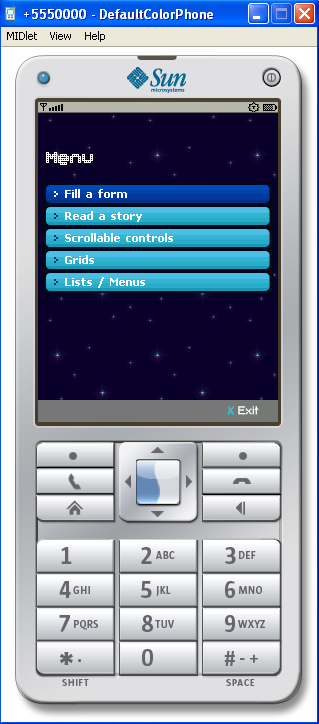 +5550000 - DefaultColorPhone
MIDlet View Help
Sun
microsystems
Menu
Fill a form
Read a story
Scrollable controls
Grids
Lists / Menus
X Exit
1 2 ABC 3 DEF
4 GHI 5 JKL 6 MNO
7 PQRS 8 TUV 9 WXYZ
* . 0 # - +
SHIFT SPACE